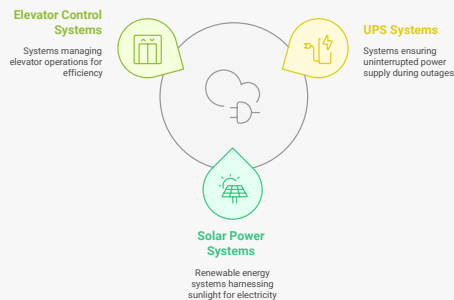 Elevator Control
Systems
Systems managing
elevator operations for
efficiency
UPS Systems
Systems ensuring
uninterrupted power
supply during outages
Solar Power
Systems
Renewable energy
systems harnessing
sunlight for electricity